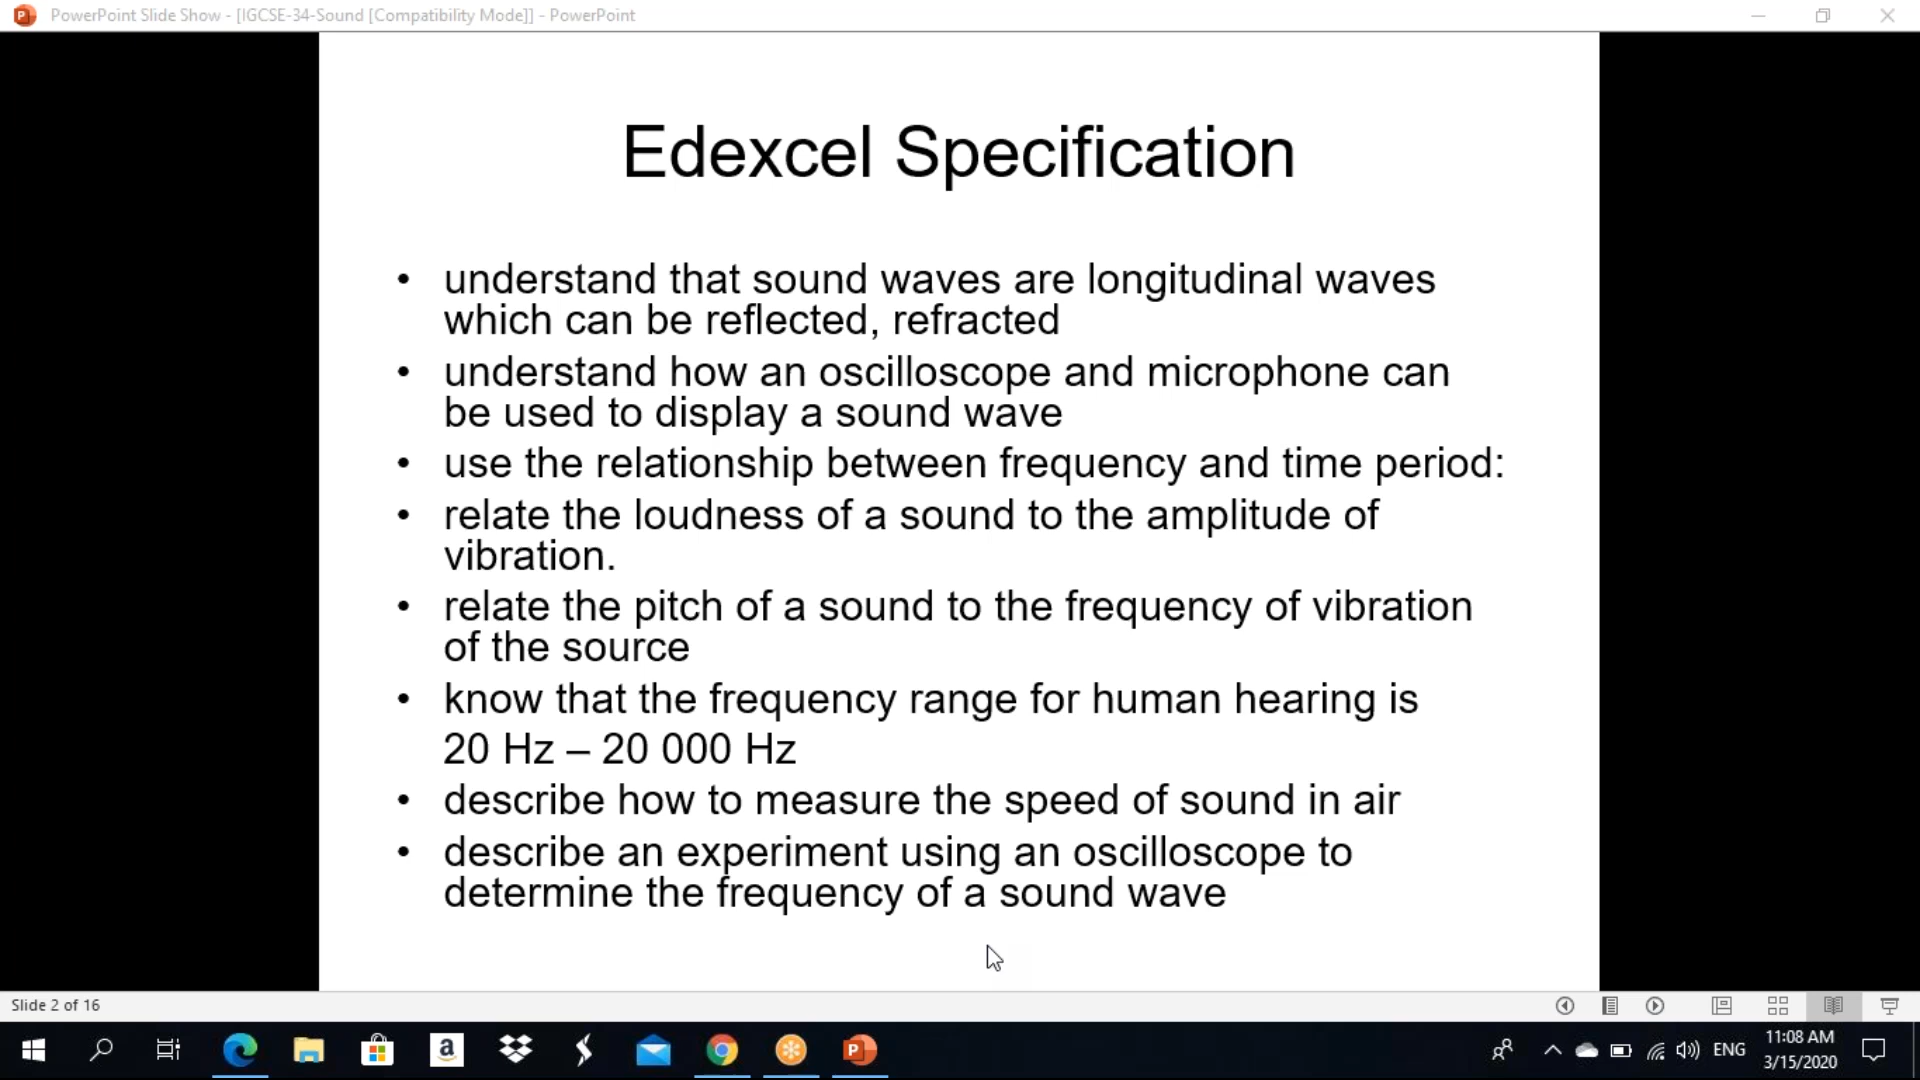 PowerPoint Slide Show - [IGCSE-34-Sound [Compatibility Mode]] - PowerPoint
Edexcel Specification
• understand that sound waves are longitudinal waves
which can be reflected, refracted
• understand how an oscilloscope and microphone can
be used to display a sound wave
• use the relationship between frequency and time period:
• relate the loudness of a sound to the amplitude of
vibration.
• relate the pitch of a sound to the frequency of vibration
of the source
• know that the frequency range for human hearing is
20 Hz – 20 000 Hz
• describe how to measure the speed of sound in air
• describe an experiment using an oscilloscope to
determine the frequency of a sound wave
Slide 2 of 16
ENG
11:08 AM
3/15/2020